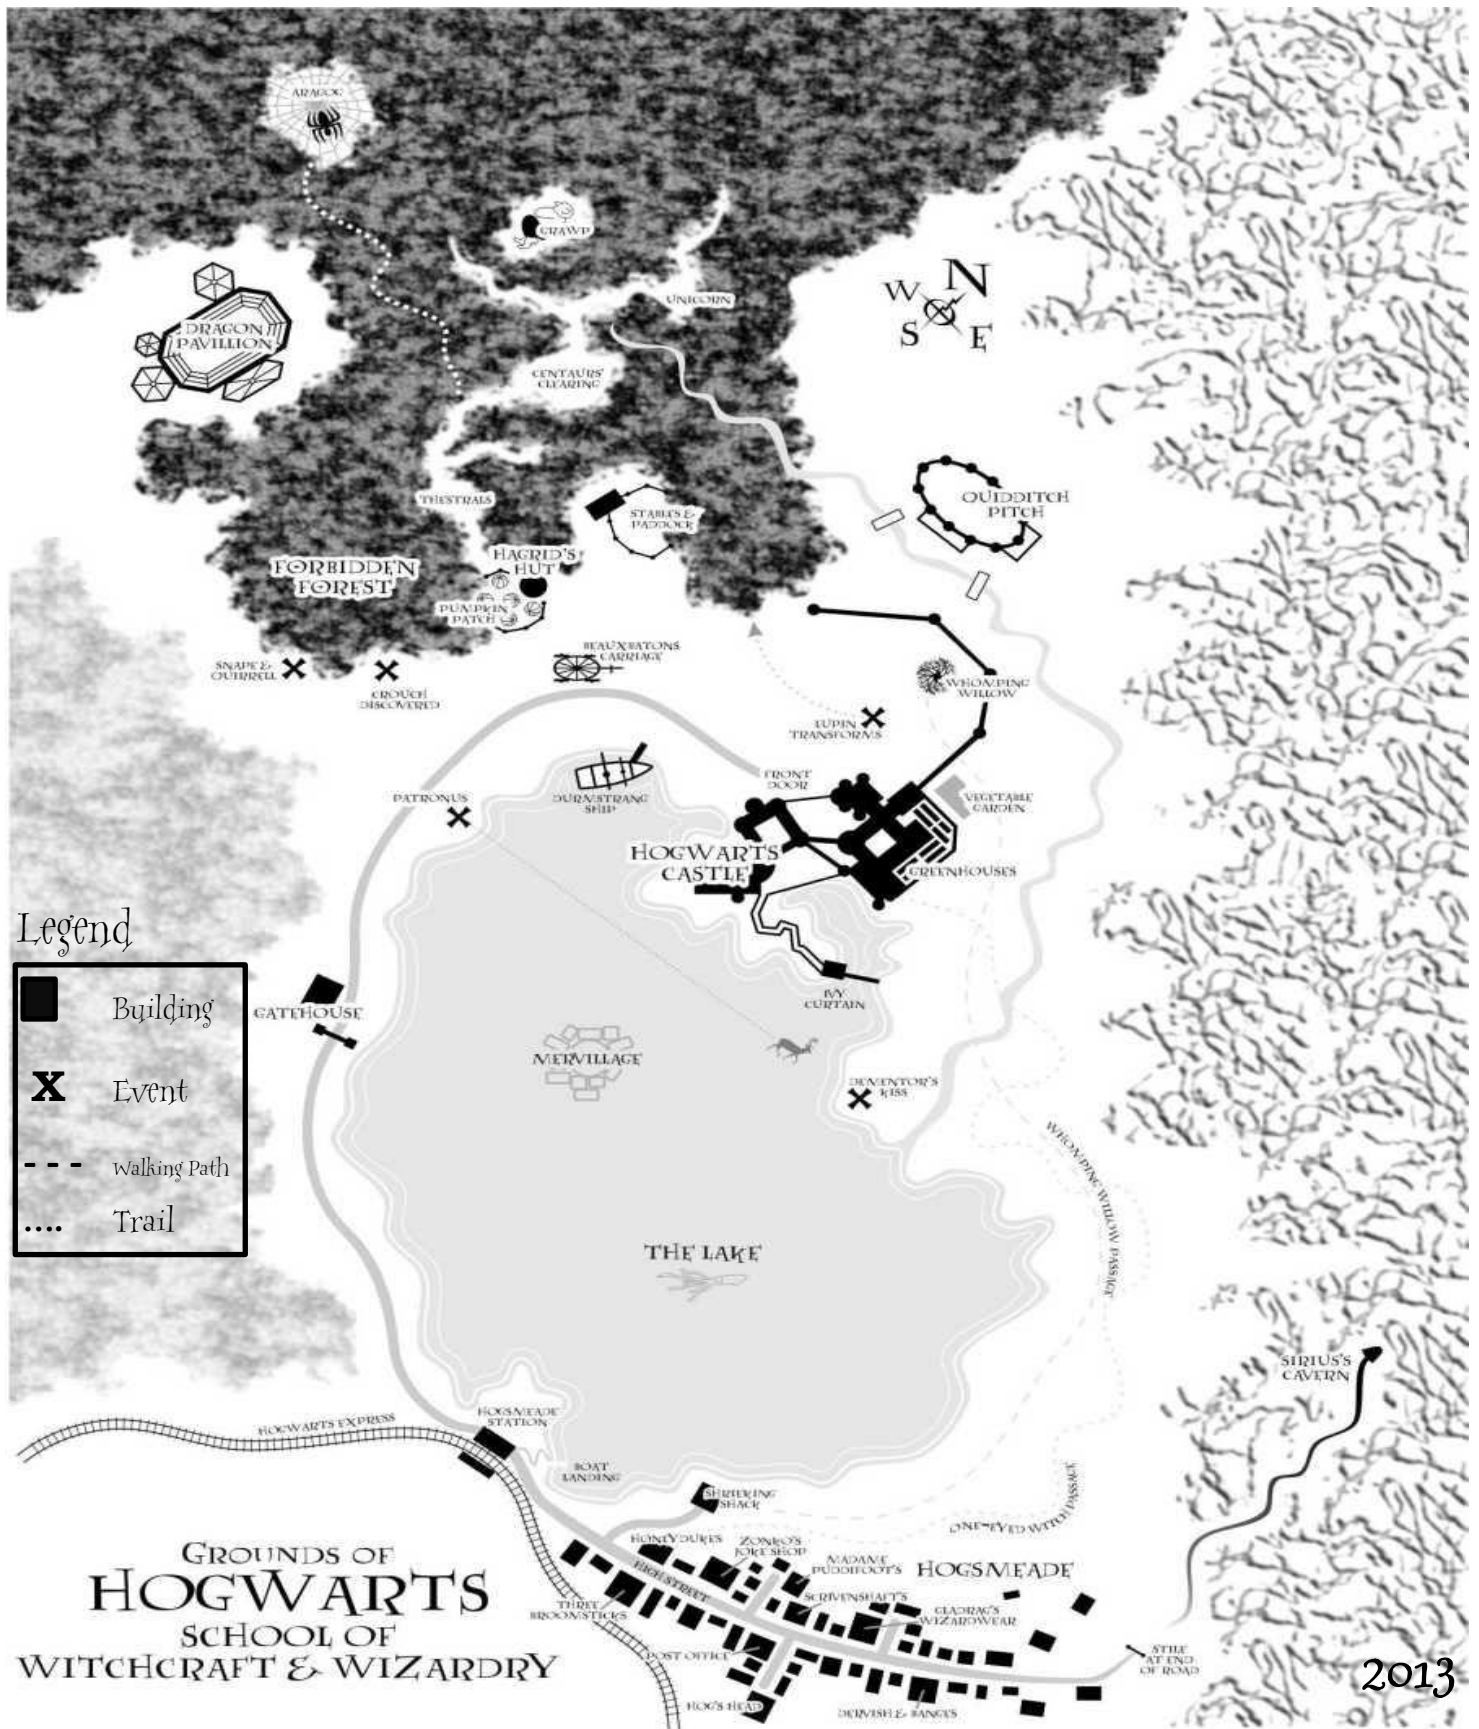 ARAGOG
GRAWP
UNICORN
W N
S E
DRAGON
PAVILLION
CENTAURS'
CLEARING
THESTRALS
STABLES &
PADDOCK
QUIDDITCH
PITCH
HAGRID'S
HUT
FORBIDDEN
FOREST
PUMPKIN
PATCH
BEAUXBATONS
CARRIAGE
SNAPE &
QUIRRELL
CROUCH
DISCOVERED
WHOMPING
WILLOW
LUPIN
TRANSFORMS
FRONT
DOOR
PATRONUS
DURMSTRANG
SHIP
VEGETABLE
GARDEN
HOGWARTS
CASTLE
GREENHOUSES
Legend
Building
Event
Walking Path
Trail
GATEHOUSE
IVY
CURTAIN
MERVILLAGE
DEMENTOR'S
KISS
WHOMPING WILLOW PASSAGE
THE LAKE
SIRIUS'S
CAVERN
HOGSMEADE
STATION
HOGWARTS EXPRESS
BOAT
LANDING
SHRIEKING
SHACK
ONE-EYED WITCH PASSAGE
HONEYDUKES
ZONKO'S
JOKE SHOP
MADAME
PUDDIFOOT'S
HOGSMEADE
HIGH STREET
SCRIVENSHAFT'S
THREE
BROOMSTICKS
GLADRAG'S
WIZARDWEAR
POST OFFICE
STILE
AT END
OF ROAD
HOG'S HEAD
DERVISH & BANGES
GROUNDS OF
HOGWARTS
SCHOOL OF
WITCHCRAFT & WIZARDRY
2013